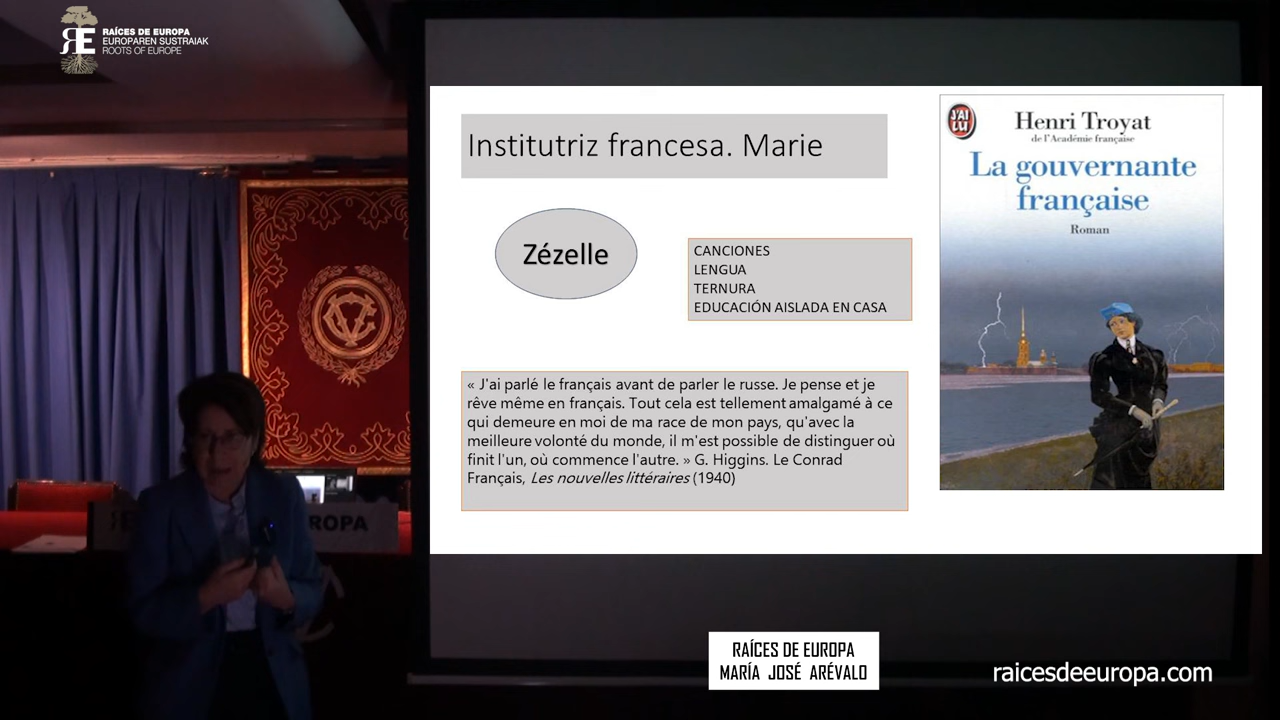 RAÍCES DE EUROPA
EUROPAREN SUSTRAIAK
ROOTS OF EUROPE
Institutriz francesa. Marie
Zézelle
CANCIONES
LENGUA
TERNURA
EDUCACIÓN AISLADA EN CASA
« J'ai parlé le français avant de parler le russe. Je pense et je
rêve même en français. Tout cela est tellement amalgamé à ce
qui demeure en moi de ma race de mon pays, qu'avec la
meilleure volonté du monde, il m'est possible de distinguer où
finit l'un, où commence l'autre. » G. Higgins. Le Conrad
Français, Les nouvelles littéraires (1940)
J'AI
LU
Henri Troyat
de l'Académie française
La gouvernante
française
Roman
ROPA
RAÍCES DE EUROPA
MARÍA JOSÉ ARÉVALO
raicesdeeuropa.com